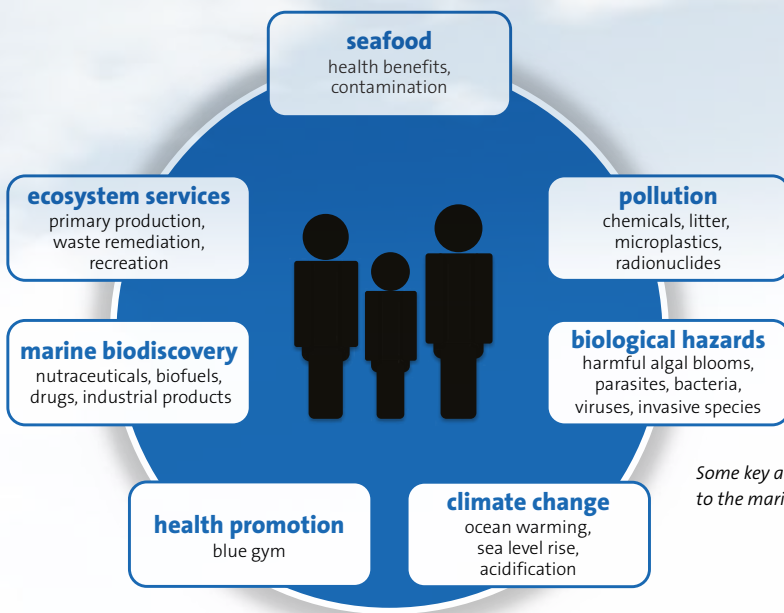 seafood
health benefits,
contamination
ecosystem services
primary production,
waste remediation,
recreation
pollution
chemicals, litter,
microplastics,
radionuclides
marine biodiscovery
nutraceuticals, biofuels,
drugs, industrial products
biological hazards
harmful algal blooms,
parasites, bacteria,
viruses, invasive species
health promotion
blue gym
climate change
ocean warming,
sea level rise,
acidification
Some key
to the